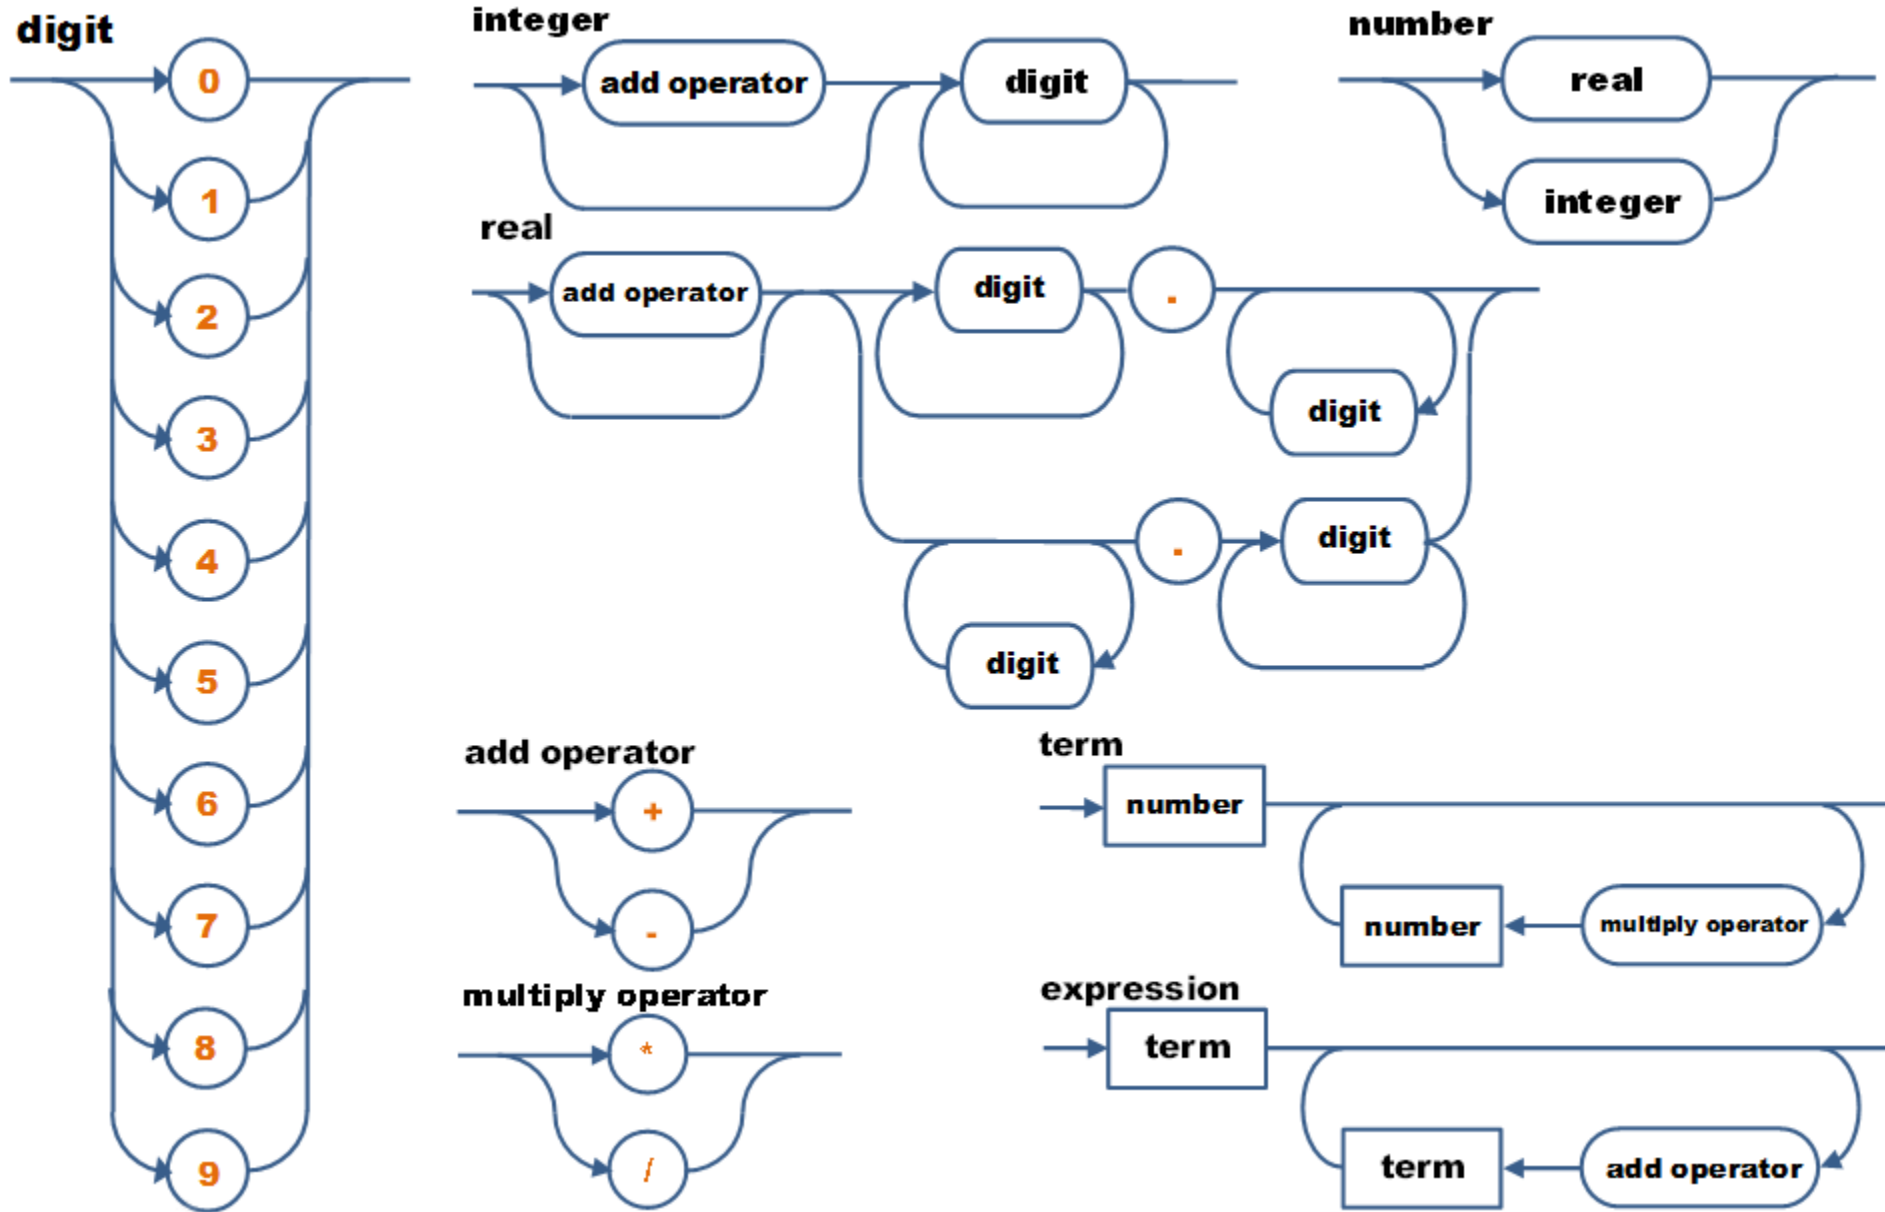 digit
0
1
2
3
4
5
6
7
8
9
integer
add operator
digit
number
real
integer
real
add operator
digit
.
digit
.
digit
digit
add operator
+
-
multiply operator
*
/
term
number
number
multiply operator
expression
term
term
add operator